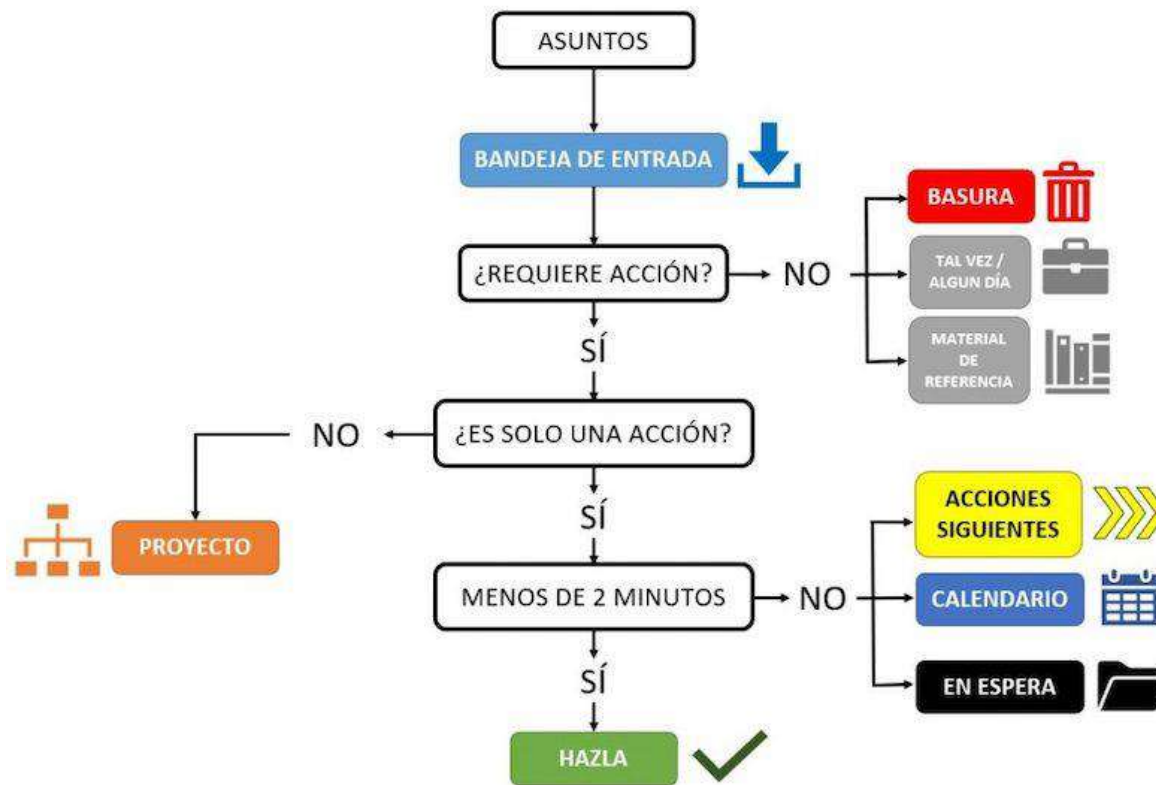 ASUNTOS
BANDEJA DE ENTRADA
BASURA
¿REQUIERE ACCIÓN?
NO
TAL VEZ /
ALGUN DÍA
MATERIAL
DE
REFERENCIA
SÍ
¿ES SOLO UNA ACCIÓN?
NO
SÍ
PROYECTO
ACCIONES
SIGUIENTES
MENOS DE 2 MINUTOS
NO
CALENDARIO
EN ESPERA
SÍ
HAZLA